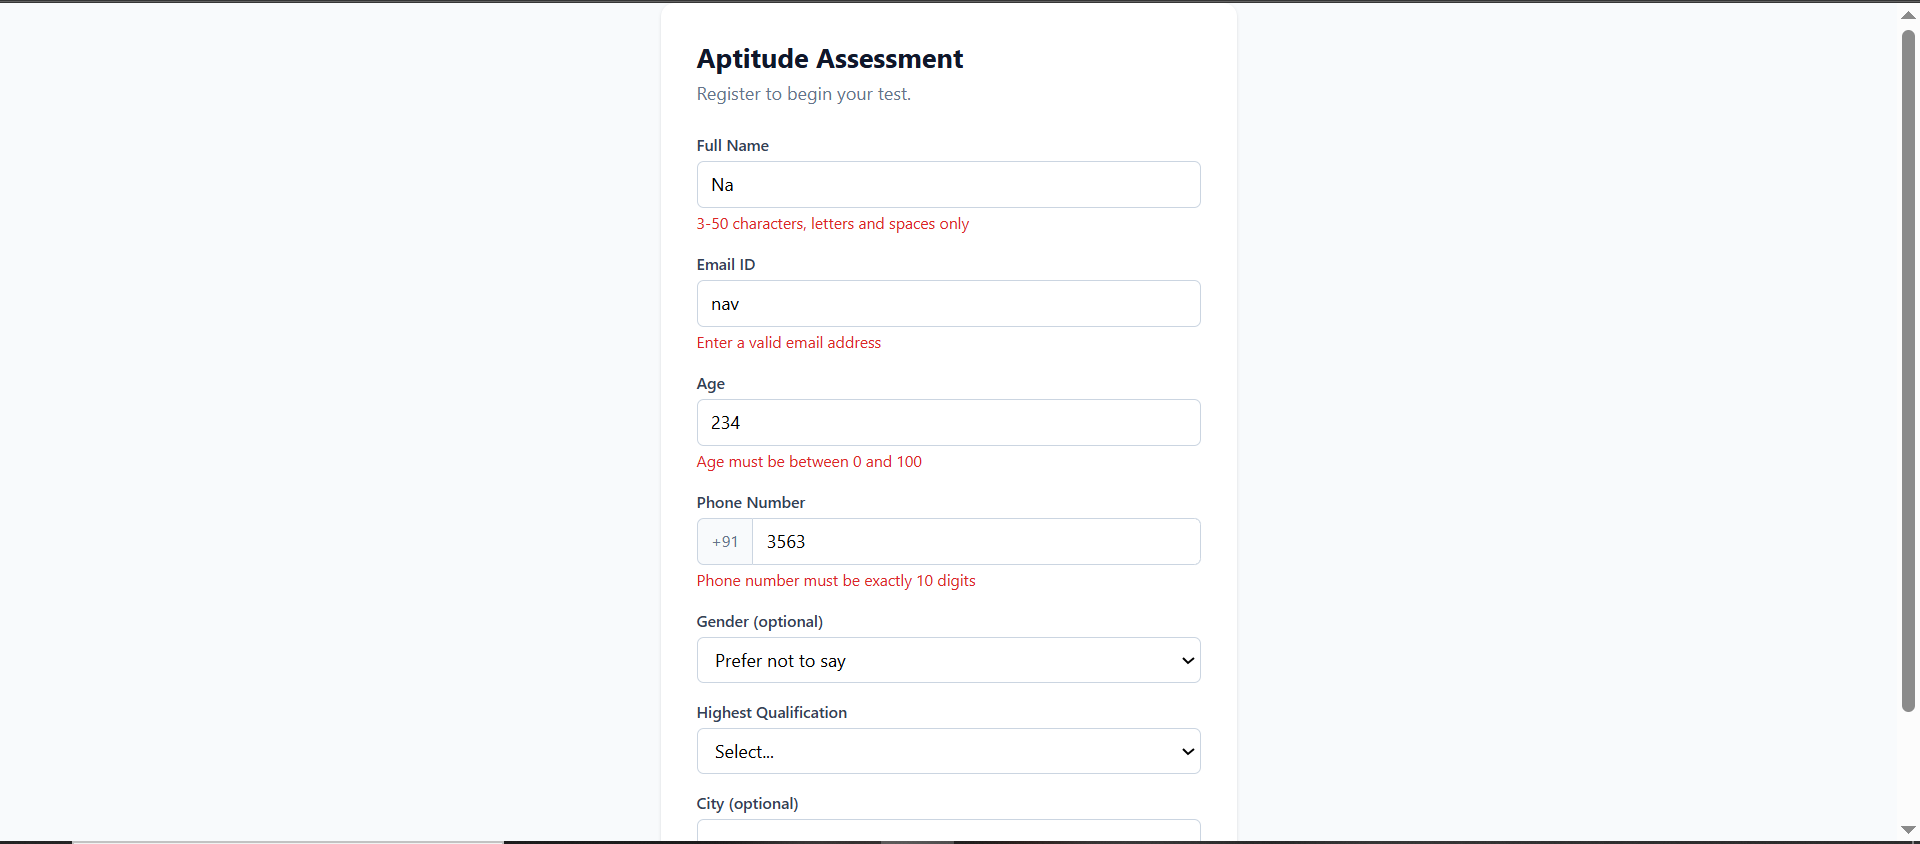 Aptitude Assessment
Register to begin your test.
Full Name
Na
3-50 characters, letters and spaces only
Email ID
nav
Enter a valid email address
Age
234
Age must be between 0 and 100
Phone Number
+91 3563
Phone number must be exactly 10 digits
Gender (optional)
Prefer not to say
Highest Qualification
Select...
City (optional)